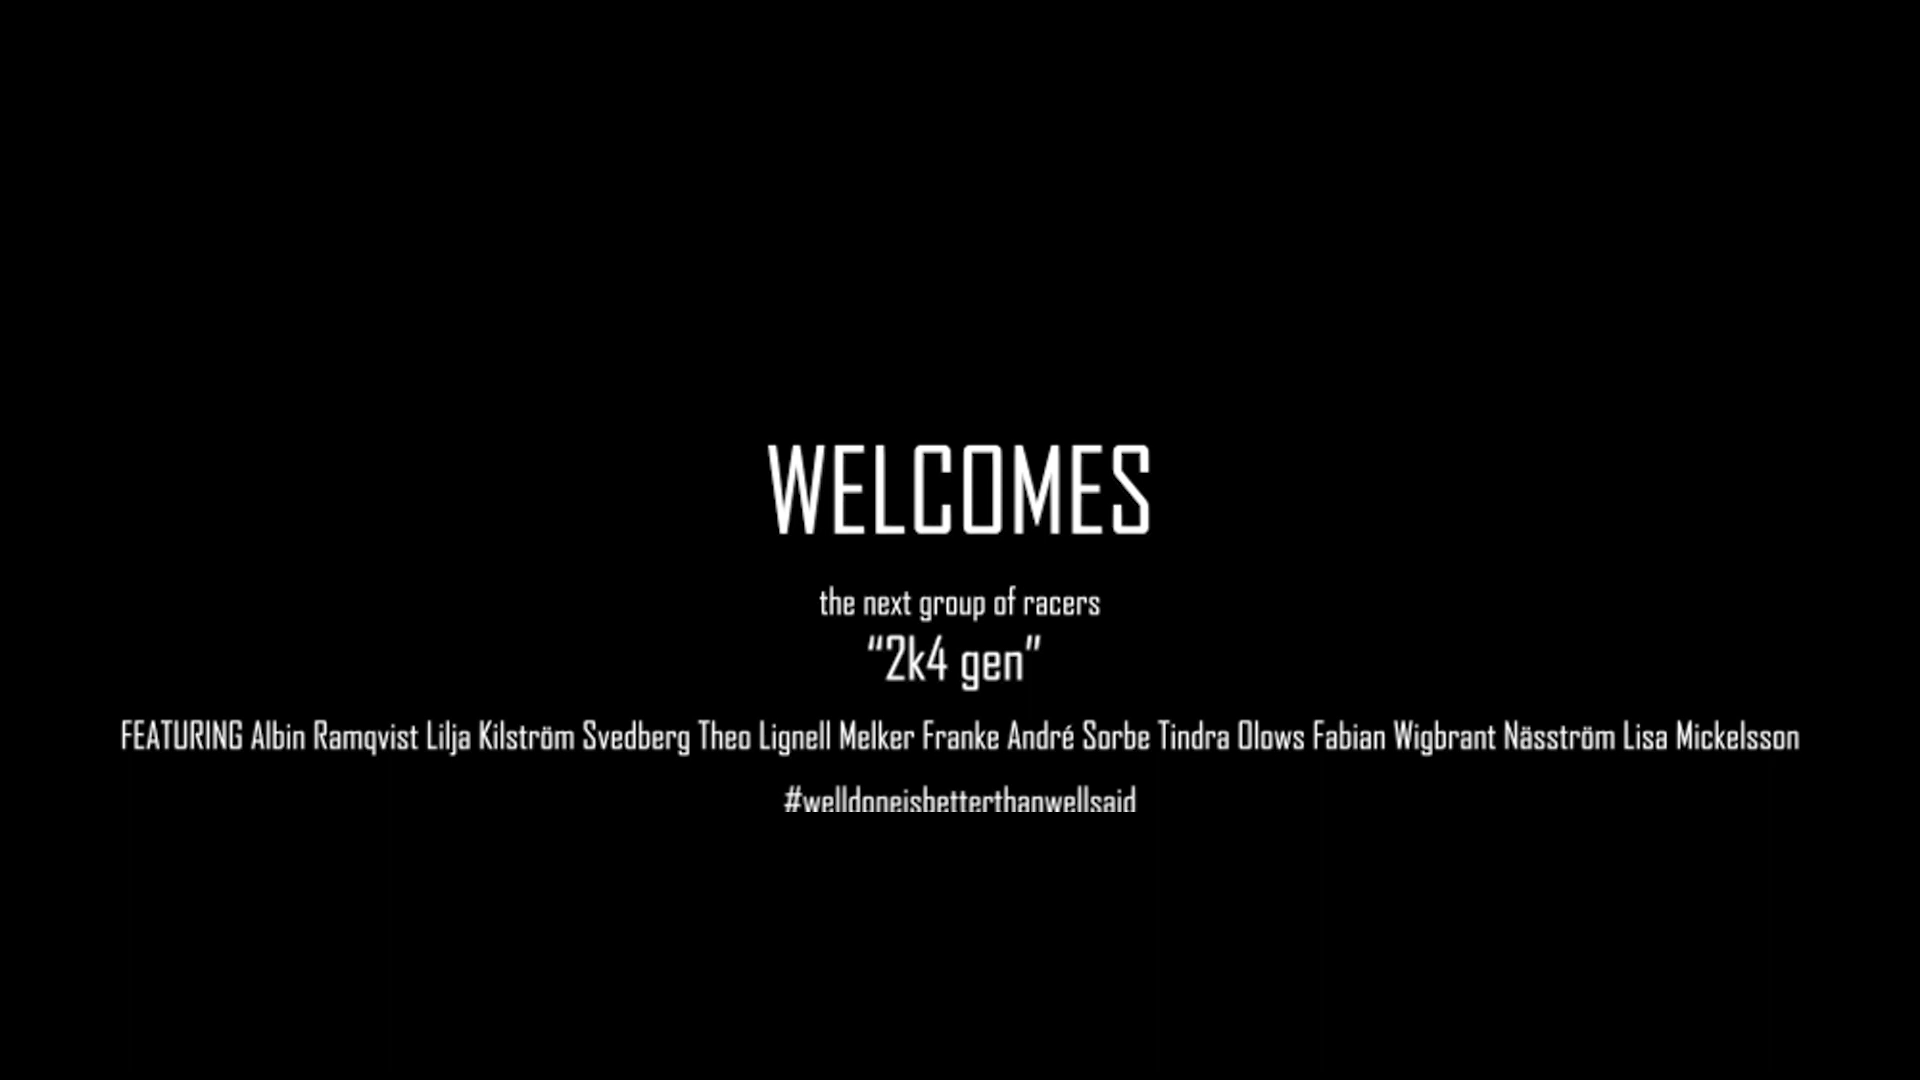 WELCOMES
the next group of racers
“2k4 gen”
FEATURING Albin Ramqvist Lilja Kilström Svedberg Theo Lignell Melker Franke André Sorbe Tindra Olows Fabian Wigbrant Näsström Lisa Mickelsson
#welldoneisbetterthanwellsaid